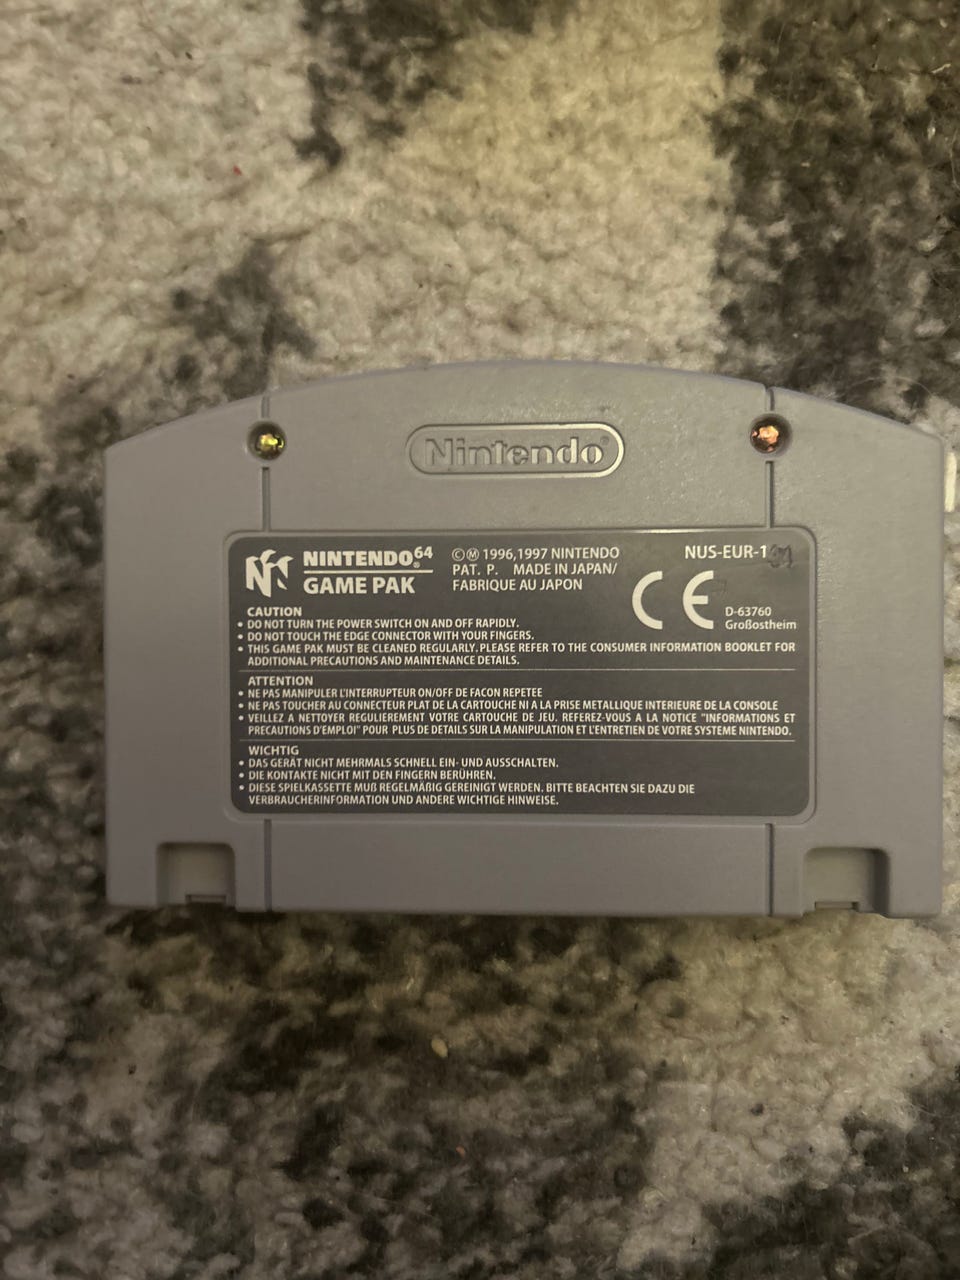 Nintendo®
NINTENDO64®
GAME PAK
©Ⓜ 1996,1997 NINTENDO
PAT. P. MADE IN JAPAN/
FABRIQUE AU JAPON
NUS-EUR-1
CE
D-63760
Großostheim
CAUTION
• DO NOT TURN THE POWER SWITCH ON AND OFF RAPIDLY.
• DO NOT TOUCH THE EDGE CONNECTOR WITH YOUR FINGERS.
• THIS GAME PAK MUST BE CLEANED REGULARLY. PLEASE REFER TO THE CONSUMER INFORMATION BOOKLET FOR
ADDITIONAL PRECAUTIONS AND MAINTENANCE DETAILS.
ATTENTION
• NE PAS MANIPULER L'INTERRUPTEUR ON/OFF DE FACON REPETEE
• NE PAS TOUCHER AU CONNECTEUR PLAT DE LA CARTOUCHE NI A LA PRISE METALLIQUE INTERIEURE DE LA CONSOLE
• VEILLEZ A NETTOYER REGULIEREMENT VOTRE CARTOUCHE DE JEU. REFEREZ-VOUS A LA NOTICE "INFORMATIONS ET
PRECAUTIONS D'EMPLOI" POUR PLUS DE DETAILS SUR LA MANIPULATION ET L'ENTRETIEN DE VOTRE SYSTEME NINTENDO.
WICHTIG
• DAS GERÄT NICHT MEHRMALS SCHNELL EIN- UND AUSSCHALTEN.
• DIE KONTAKTE NICHT MIT DEN FINGERN BERÜHREN.
• DIESE SPIELKASSETTE MUß REGELMÄßIG GEREINIGT WERDEN. BITTE BEACHTEN SIE DAZU DIE
VERBRAUCHERINFORMATION UND ANDERE WICHTIGE HINWEISE.